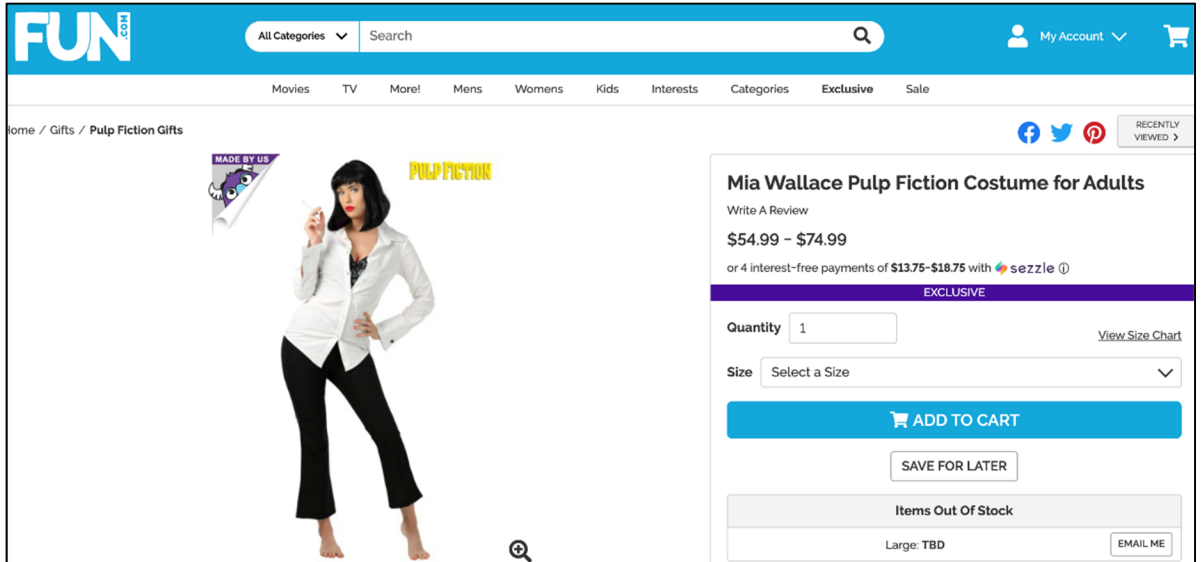 FUN.COM
All Categories
Search
My Account
Movies
TV
More!
Mens
Womens
Kids
Interests
Categories
Exclusive
Sale
Home / Gifts / Pulp Fiction Gifts
RECENTLY
VIEWED >
MADE BY US
PULP FICTION
Mia Wallace Pulp Fiction Costume for Adults
Write A Review
$54.99 - $74.99
or 4 interest-free payments of $13.75-$18.75 with sezzle ⓘ
EXCLUSIVE
Quantity 1
View Size Chart
Size Select a Size
ADD TO CART
SAVE FOR LATER
Items Out Of Stock
Large: TBD
EMAIL ME